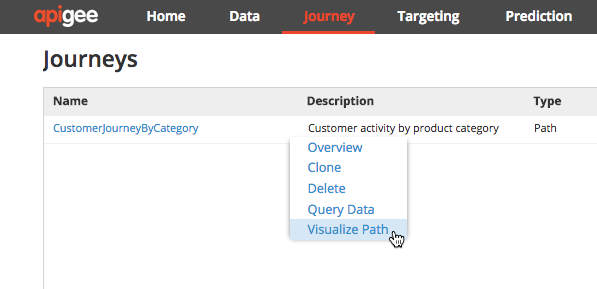 apigee Home Data Journey Targeting Prediction
Journeys
Name Description Type
CustomerJourneyByCategory Customer activity by product category Path
Overview
Clone
Delete
Query Data
Visualize Path